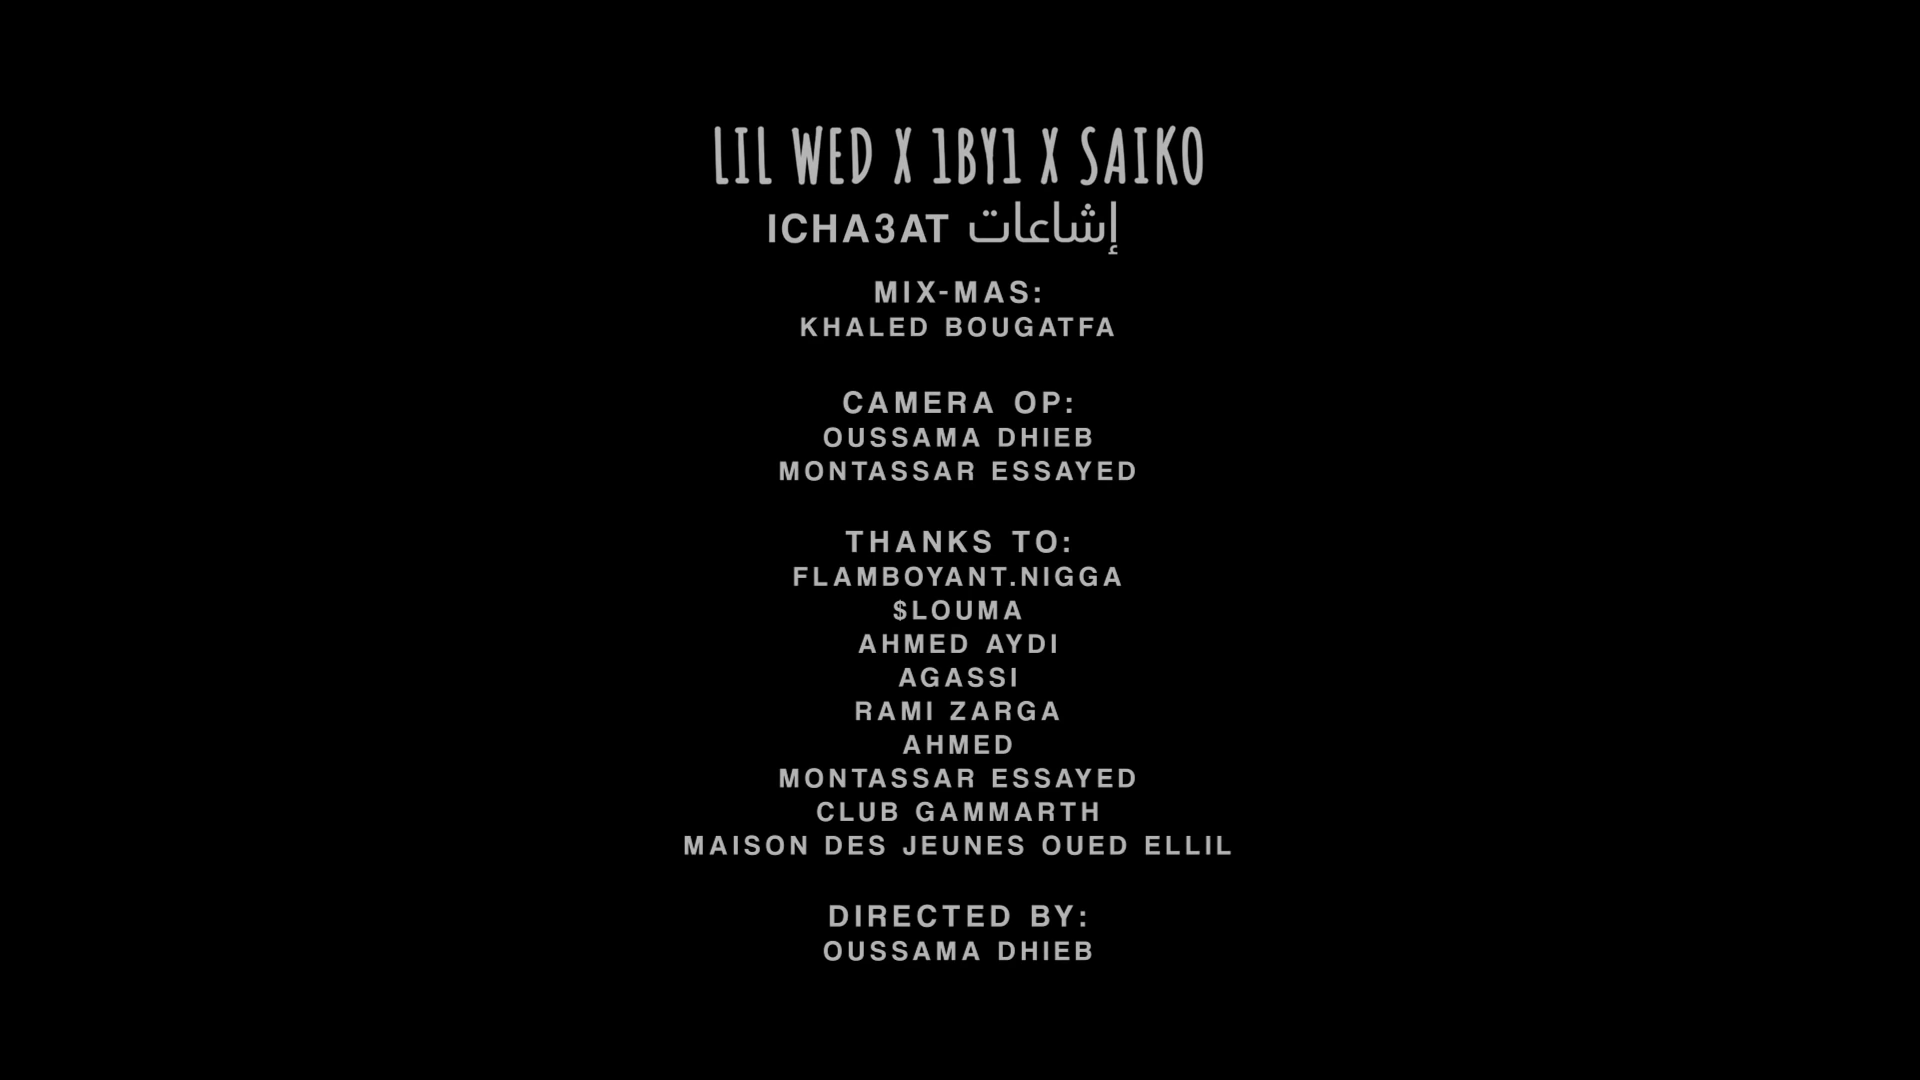 LIL WED X 1BY1 X SAIKO
ICHA3AT إشاعات
MIX-MAS:
KHALED BOUGATFA
CAMERA OP:
OUSSAMA DHIEB
MONTASSAR ESSAYED
THANKS TO:
FLAMBOYANT.NIGGA
$LOUMA
AHMED AYDI
AGASSI
RAMI ZARGA
AHMED
MONTASSAR ESSAYED
CLUB GAMMARTH
MAISON DES JEUNES OUED ELLIL
DIRECTED BY:
OUSSAMA DHIEB